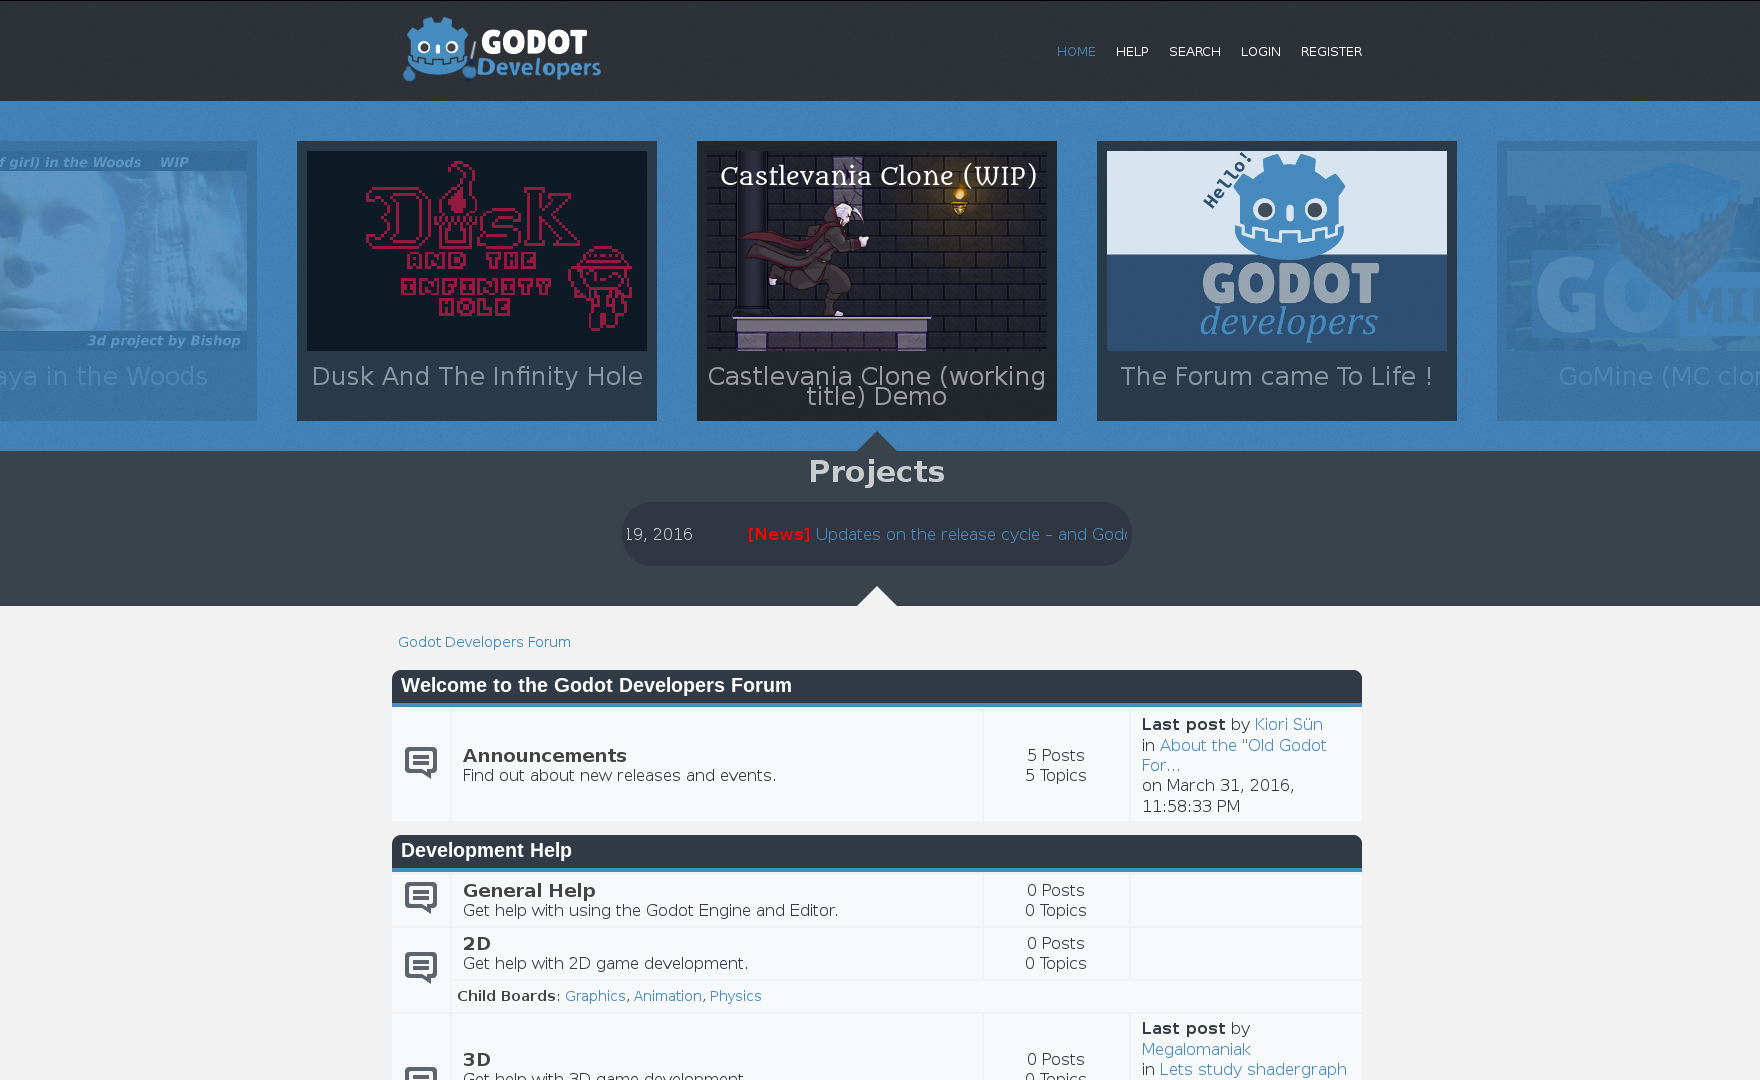 GODOT
Developers
HOME HELP SEARCH LOGIN REGISTER
f girl) in the Woods WIP
3d project by Bishop
aya in the Woods
Dusk
AND THE
INFINITY
HOLE
Dusk And The Infinity Hole
Castlevania Clone (WIP)
Castlevania Clone (working
title) Demo
Hello!
GODOT
developers
The Forum came To Life !
GO MI
GoMine (MC clo
Projects
19, 2016 [News] Updates on the release cycle – and God
Godot Developers Forum
Welcome to the Godot Developers Forum
Announcements
Find out about new releases and events.
5 Posts
5 Topics
Last post by Kiori Sün
in About the "Old Godot
For...
on March 31, 2016,
11:58:33 PM
Development Help
General Help
Get help with using the Godot Engine and Editor.
0 Posts
0 Topics
2D
Get help with 2D game development.
0 Posts
0 Topics
Child Boards: Graphics, Animation, Physics
3D
Get help with 3D game development.
0 Posts
0 Topics
Last post by
Megalomaniak
in Lets study shadergraph